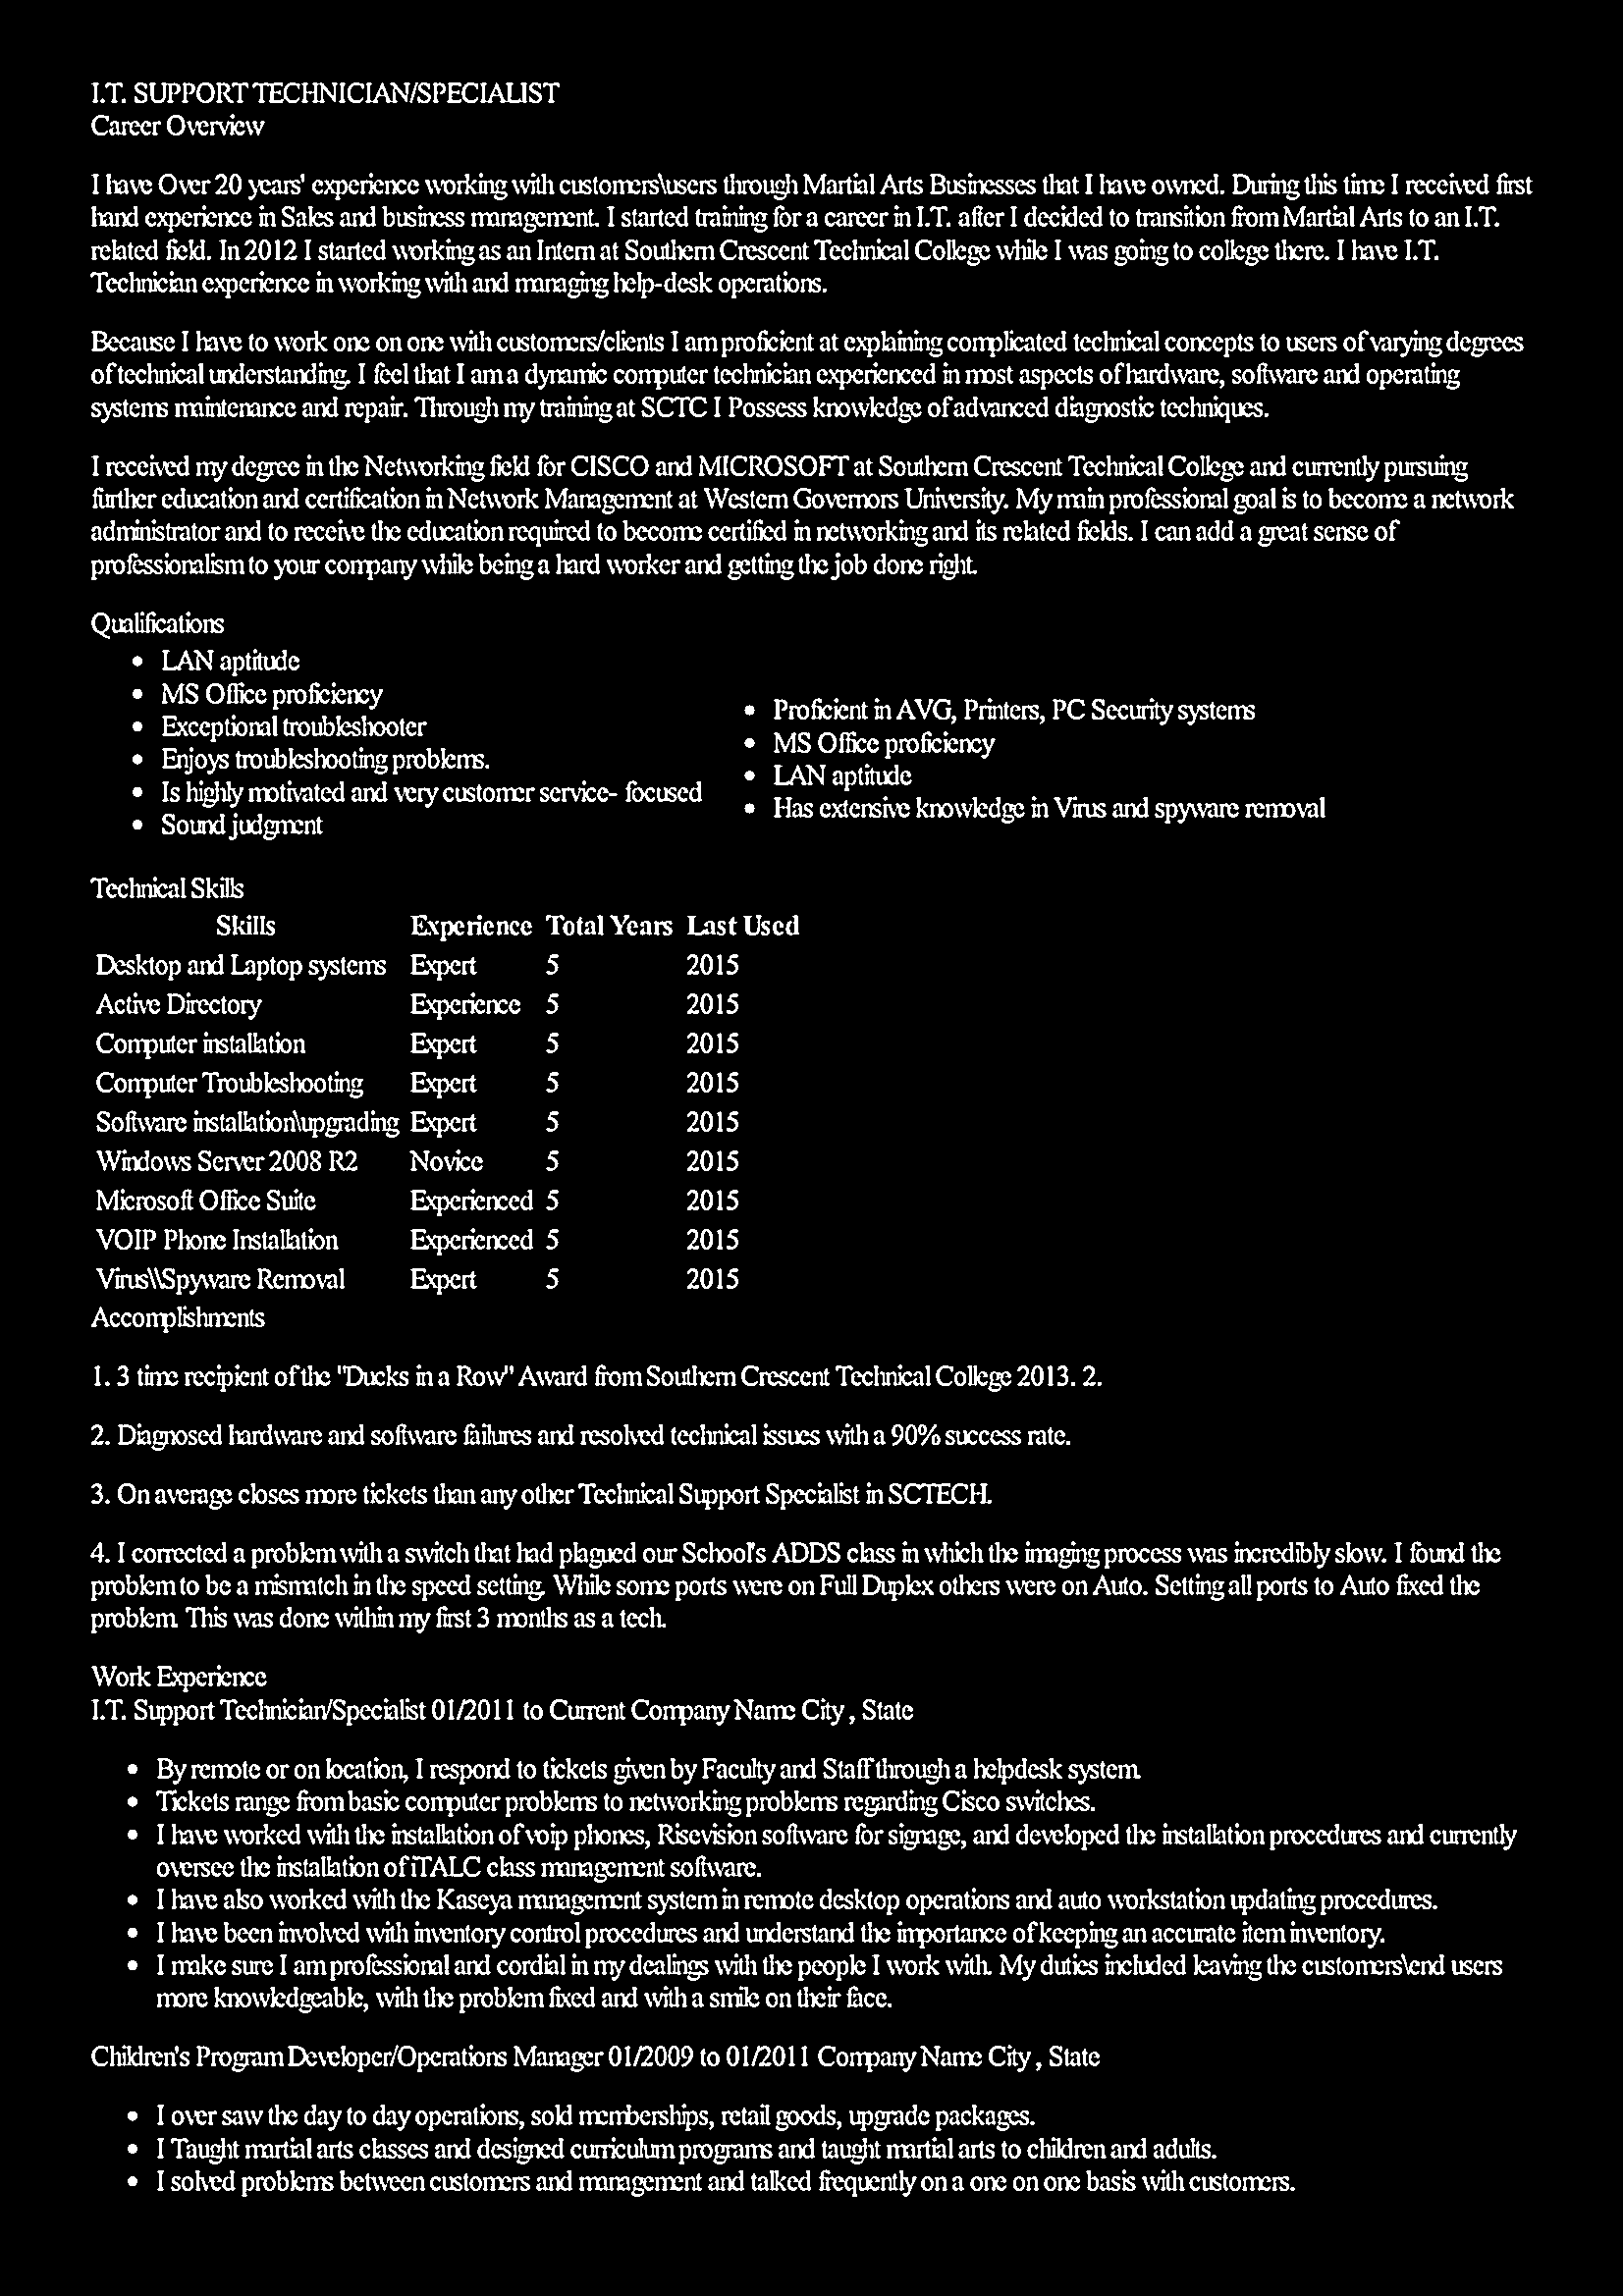 I.T. SUPPORT TECHNICIAN/SPECIALIST
Career Overview
I have Over 20 years' experience working with customers\users through Martial Arts Businesses that I have owned. During this time I received first
hand experience in Sales and business management. I started training for a career in I.T. after I decided to transition from Martial Arts to an I.T.
related field. In 2012 I started working as an Intern at Southern Crescent Technical College while I was going to college there. I have I.T.
Technician experience in working with and managing help-desk operations.
Because I have to work one on one with customers/clients I am proficient at explaining complicated technical concepts to users of varying degrees
of technical understanding. I feel that I am a dynamic computer technician experienced in most aspects of hardware, software and operating
systems maintenance and repair. Through my training at SCTC I Possess knowledge of advanced diagnostic techniques.
I received my degree in the Networking field for CISCO and MICROSOFT at Southern Crescent Technical College and currently pursuing
further education and certification in Network Management at Western Governors University. My main professional goal is to become a network
administrator and to receive the education required to become certified in networking and its related fields. I can add a great sense of
professionalism to your company while being a hard worker and getting the job done right.
Qualifications
• LAN aptitude
• MS Office proficiency
• Exceptional troubleshooter
• Enjoys troubleshooting problems.
• Is highly motivated and very customer service- focused
• Sound judgment
• Proficient in AVG, Printers, PC Security systems
• MS Office proficiency
• LAN aptitude
• Has extensive knowledge in Virus and spyware removal
Technical Skills
Skills Experience Total Years Last Used
Desktop and Laptop systems Expert 5 2015
Active Directory Experience 5 2015
Computer installation Expert 5 2015
Computer Troubleshooting Expert 5 2015
Software installation\upgrading Expert 5 2015
Windows Server 2008 R2 Novice 5 2015
Microsoft Office Suite Experienced 5 2015
VOIP Phone Installation Experienced 5 2015
Virus\\Spyware Removal Expert 5 2015
Accomplishments
1. 3 time recipient of the "Ducks in a Row" Award from Southern Crescent Technical College 2013. 2.
2. Diagnosed hardware and software failures and resolved technical issues with a 90% success rate.
3. On average closes more tickets than any other Technical Support Specialist in SCTECH.
4. I corrected a problem with a switch that had plagued our School's ADDS class in which the imaging process was incredibly slow. I found the
problem to be a mismatch in the speed setting. While some ports were on Full Duplex others were on Auto. Setting all ports to Auto fixed the
problem. This was done within my first 3 months as a tech.
Work Experience
I.T. Support Technician/Specialist 01/2011 to Current Company Name City , State
• By remote or on location, I respond to tickets given by Faculty and Staff through a helpdesk system.
• Tickets range from basic computer problems to networking problems regarding Cisco switches.
• I have worked with the installation of voip phones, Risevision software for signage, and developed the installation procedures and currently
oversee the installation of iTALC class management software.
• I have also worked with the Kaseya management system in remote desktop operations and auto workstation updating procedures.
• I have been involved with inventory control procedures and understand the importance of keeping an accurate item inventory.
• I make sure I am professional and cordial in my dealings with the people I work with. My duties included leaving the customers\end users
more knowledgeable, with the problem fixed and with a smile on their face.
Children's Program Developer/Operations Manager 01/2009 to 01/2011 Company Name City , State
• I over saw the day to day operations, sold memberships, retail goods, upgrade packages.
• I Taught martial arts classes and designed curriculum programs and taught martial arts to children and adults.
• I solved problems between customers and management and talked frequently on a one on one basis with customers.